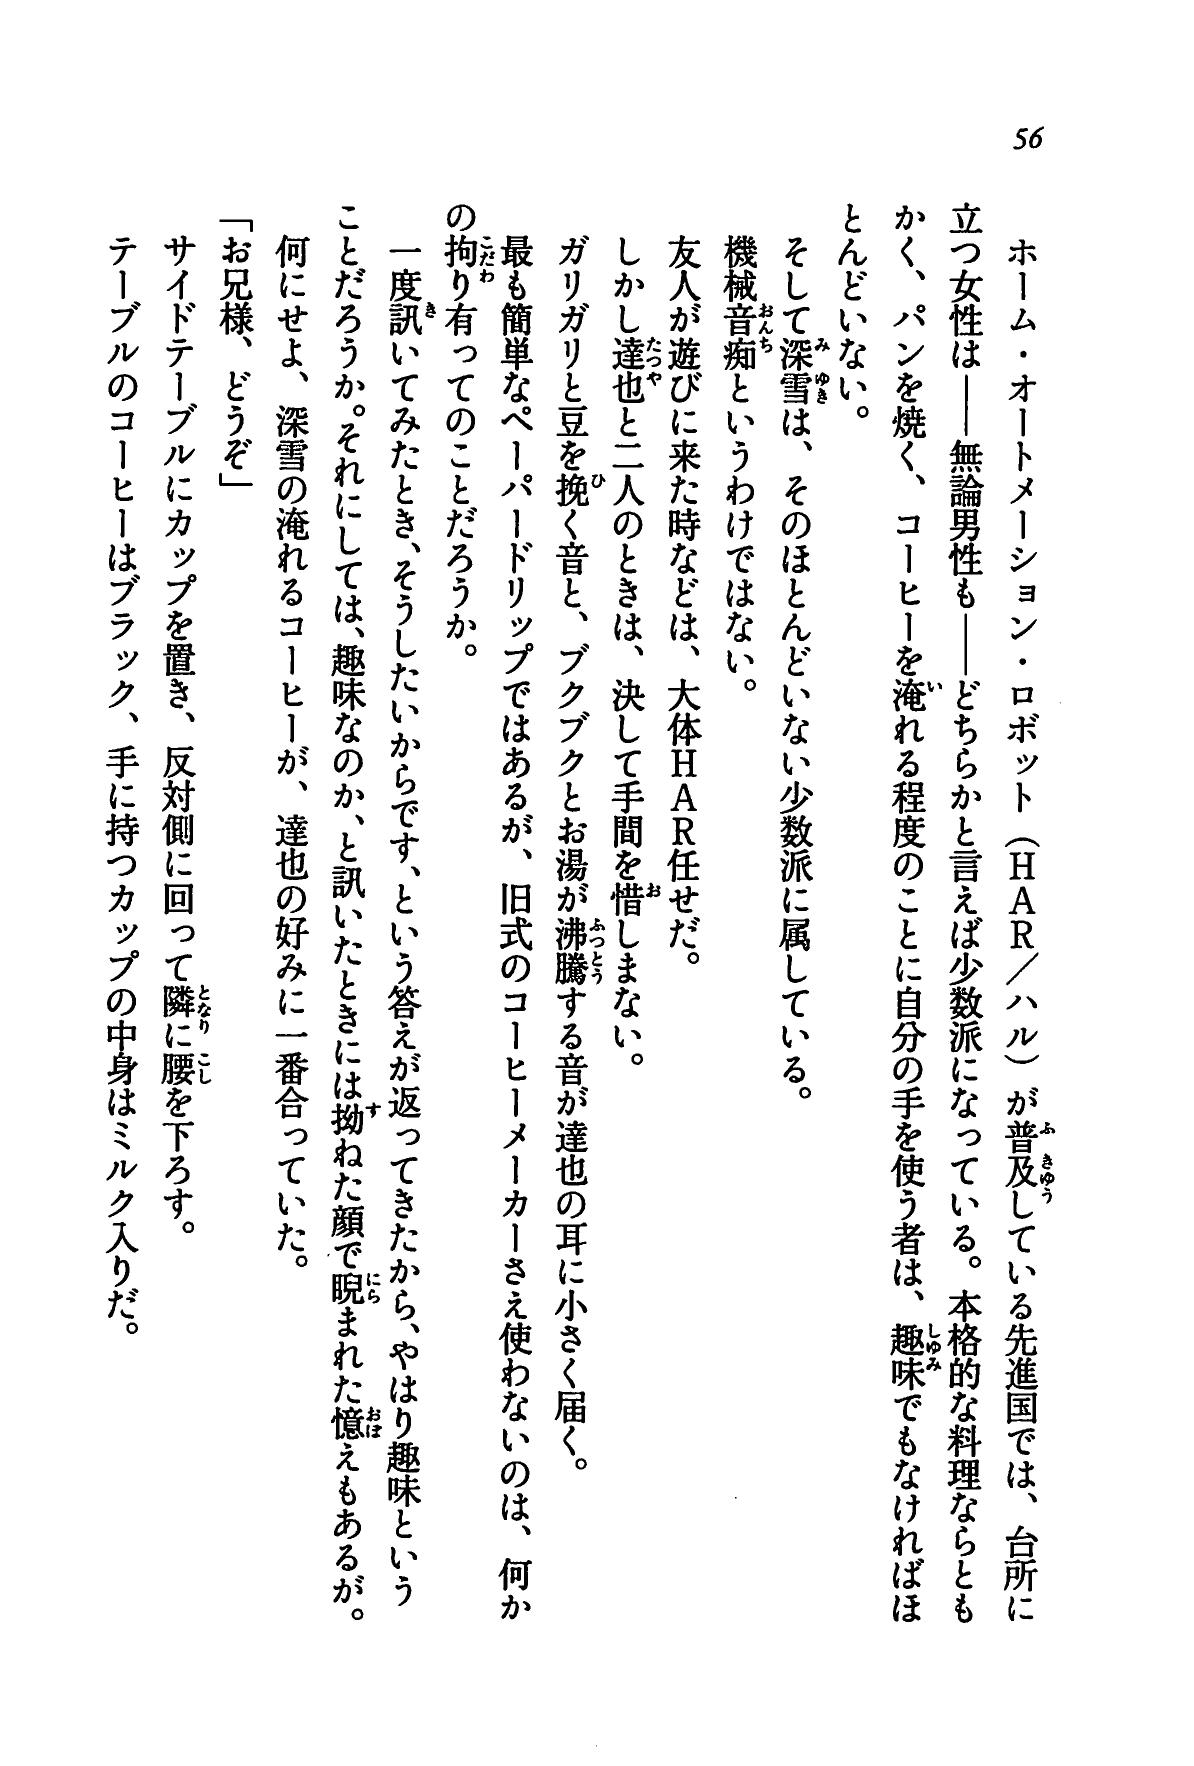 56
　ホーム・オートメーション・ロボット（ＨＡＲ／ハル）が普及している先進国では、台所に
立つ女性は――無論男性も――どちらかと言えば少数派になっている。本格的な料理ならとも
かく、パンを焼く、コーヒーを淹れる程度のことに自分の手を使う者は、趣味でもなければほ
とんどいない。
　そして深雪は、そのほとんどいない少数派に属している。
　機械音痴というわけではない。
　友人が遊びに来た時などは、大体ＨＡＲ任せだ。
　しかし達也と二人のときは、決して手間を惜しまない。
　ガリガリと豆を挽く音と、ブクブクとお湯が沸騰する音が達也の耳に小さく届く。
　最も簡単なペーパードリップではあるが、旧式のコーヒーメーカーさえ使わないのは、何か
の拘り有ってのことだろうか。
　一度訊いてみたとき、そうしたいからです、という答えが返ってきたから、やはり趣味という
ことだろうか。それにしては、趣味なのか、と訊いたときには拗ねた顔で睨まれた憶えもあるが。
　何にせよ、深雪の淹れるコーヒーが、達也の好みに一番合っていた。
「お兄様、どうぞ」
　サイドテーブルにカップを置き、反対側に回って隣に腰を下ろす。
　テーブルのコーヒーはブラック、手に持つカップの中身はミルク入りだ。